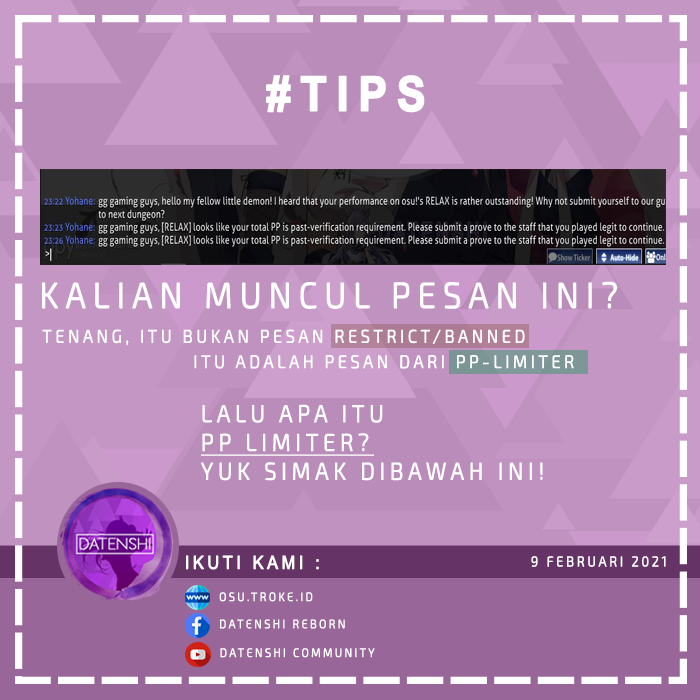 #TIPS
23:22 Yohane: gg gaming guys, hello my fellow little demon! I heard that your performance on osu!'s RELAX is rather outstanding! Why not submit yourself to our gu
to next dungeon?
23:23 Yohane: gg gaming guys, [RELAX] looks like your total PP is past-verification requirement. Please submit a prove to the staff that you played legit to continue.
23:26 Yohane: gg gaming guys, [RELAX] looks like your total PP is past-verification requirement. Please submit a prove to the staff that you played legit to continue.
>|
Show Ticker Auto-Hide Onl
KALIAN MUNCUL PESAN INI?
TENANG, ITU BUKAN PESAN RESTRICT/BANNED
ITU ADALAH PESAN DARI PP-LIMITER
LALU APA ITU
PP LIMITER?
YUK SIMAK DIBAWAH INI!
DATENSHI
IKUTI KAMI :
9 FEBRUARI 2021
www OSU.TROKE.ID
DATENSHI REBORN
DATENSHI COMMUNITY